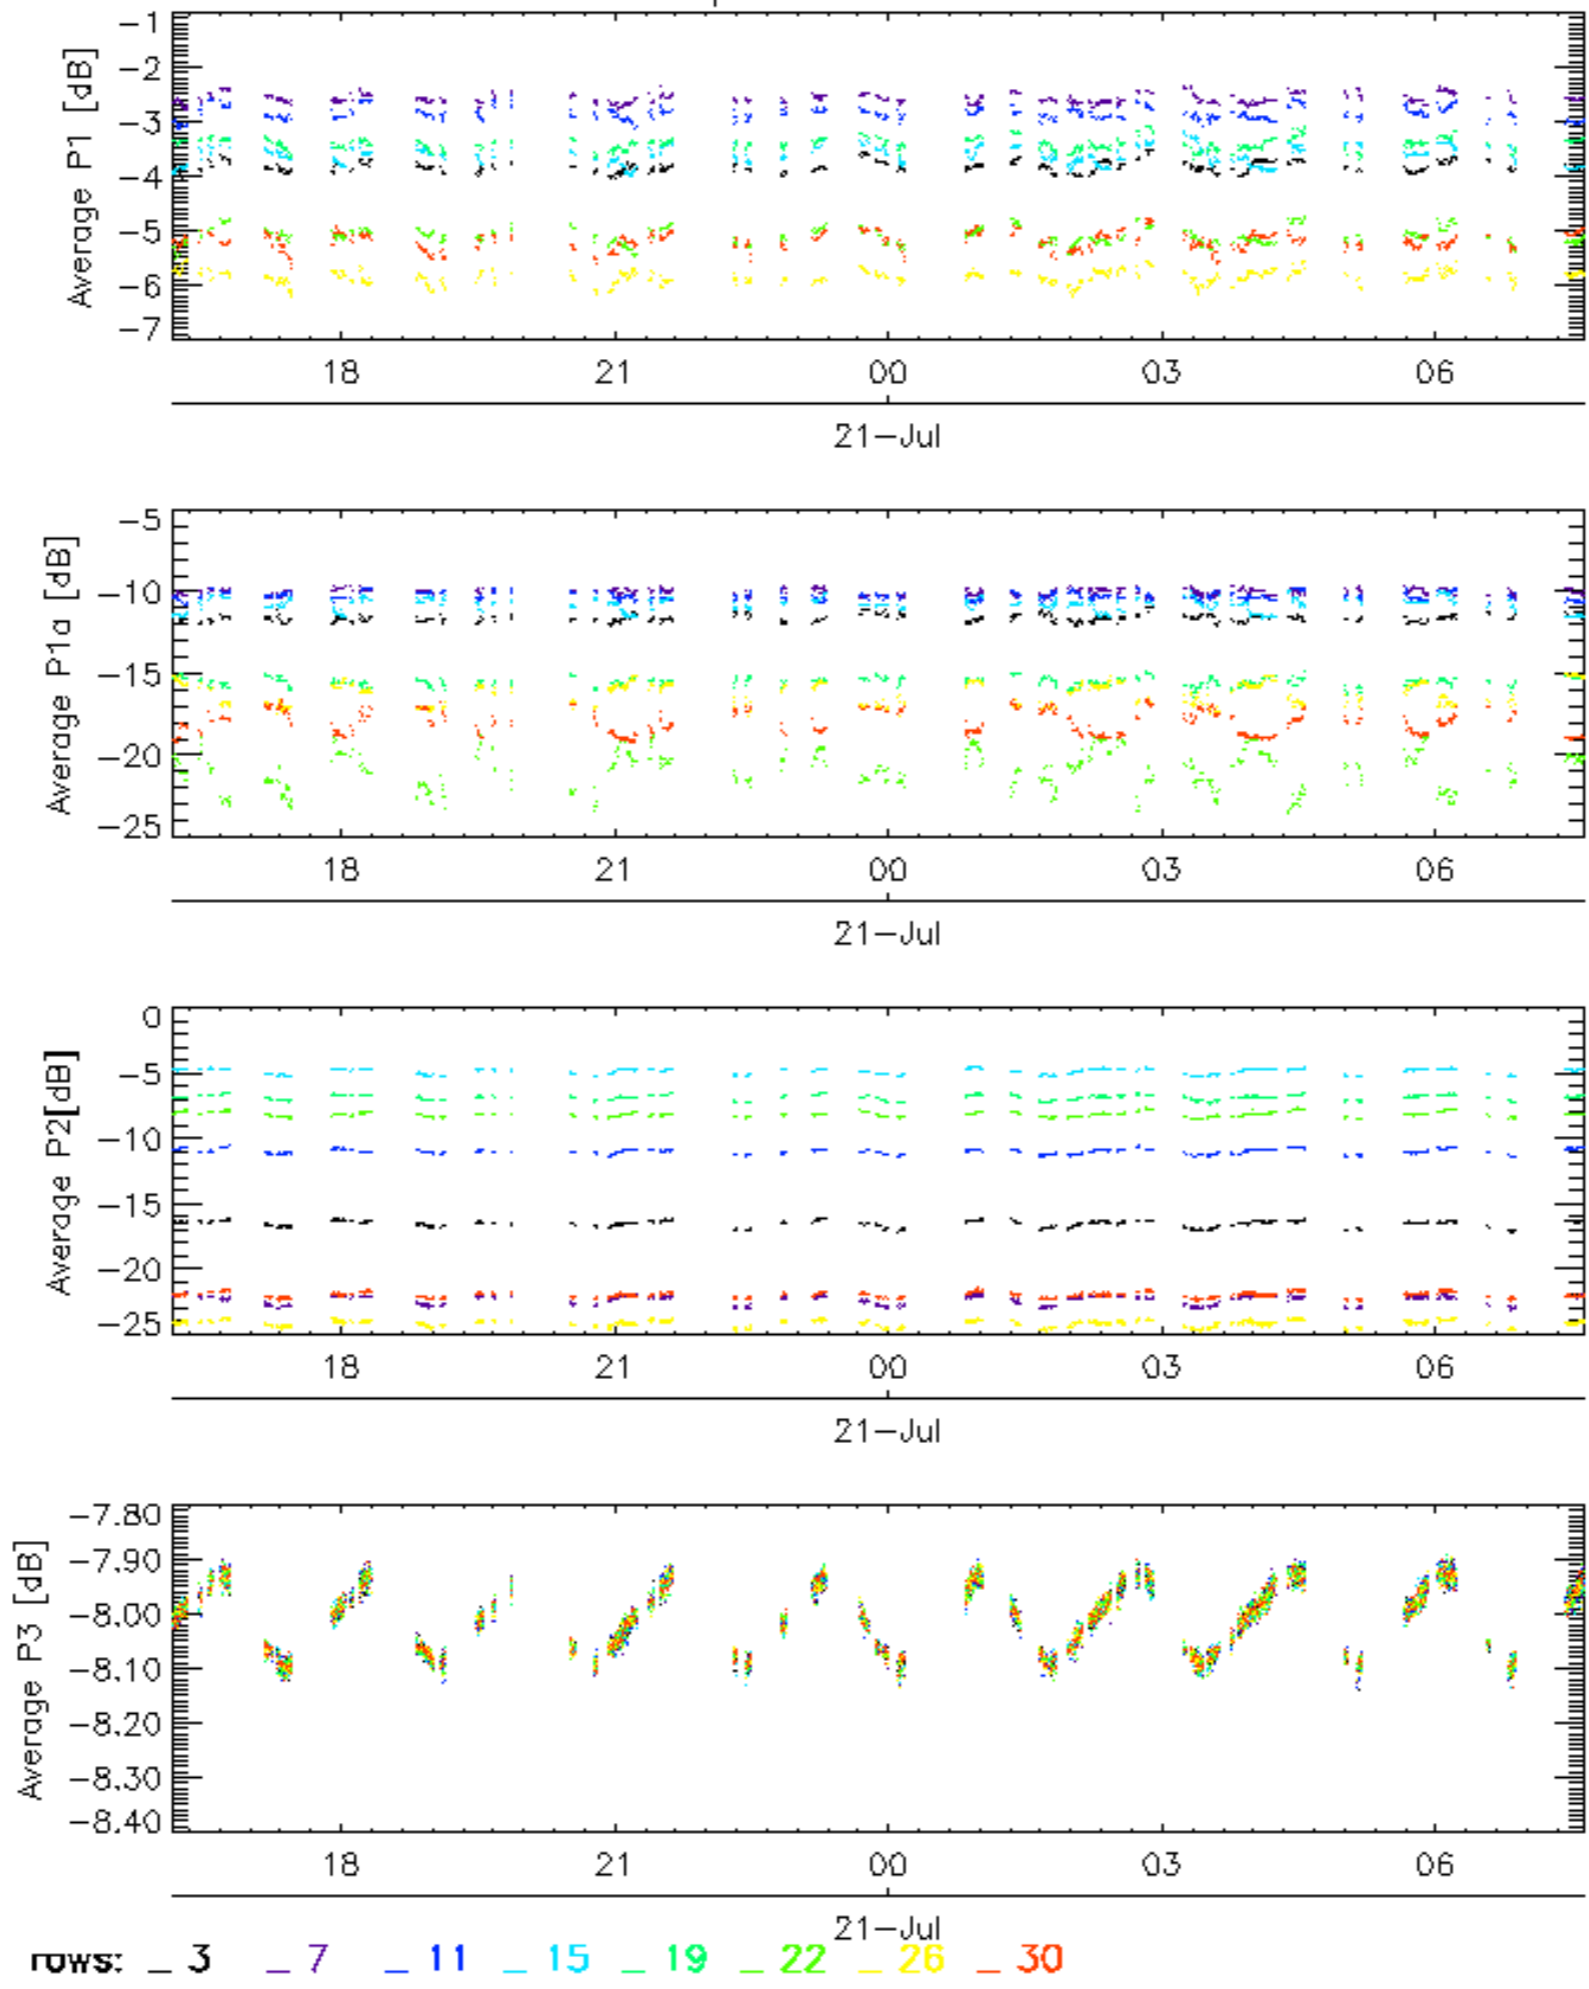 Average P1 [dB]
-1
-2
-3
-4
-5
-6
-7
18 21 00 03 06
21-Jul
Average P1a [dB]
-5
-10
-15
-20
-25
18 21 00 03 06
21-Jul
Average P2[dB]
0
-5
-10
-15
-20
-25
18 21 00 03 06
21-Jul
Average P3 [dB]
-7.80
-7.90
-8.00
-8.10
-8.20
-8.30
-8.40
18 21 00 03 06
21-Jul
rows: _ 3 _ 7 _ 11 _ 15 _ 19 _ 22 _ 26 _ 30